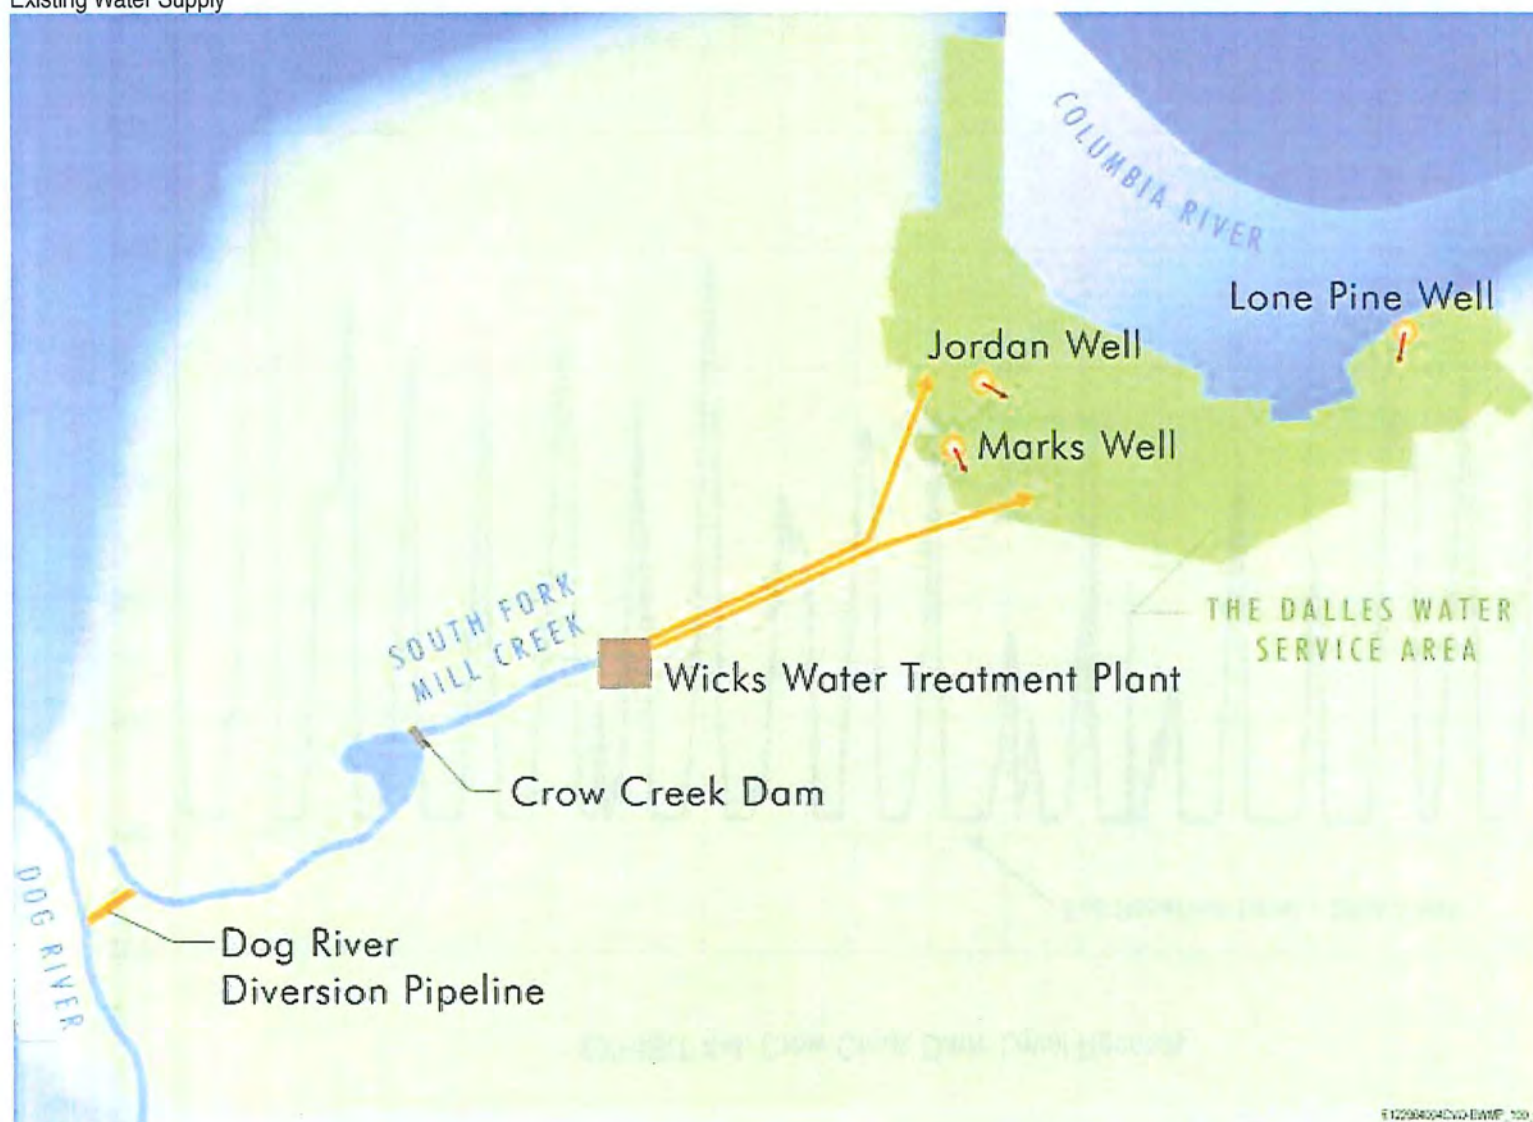 Existing Water Supply
COLUMBIA RIVER
Lone Pine Well
Jordan Well
Marks Well
THE DALLES WATER
SERVICE AREA
SOUTH FORK
MILL CREEK
Wicks Water Treatment Plant
Crow Creek Dam
DOG RIVER
Dog River
Diversion Pipeline